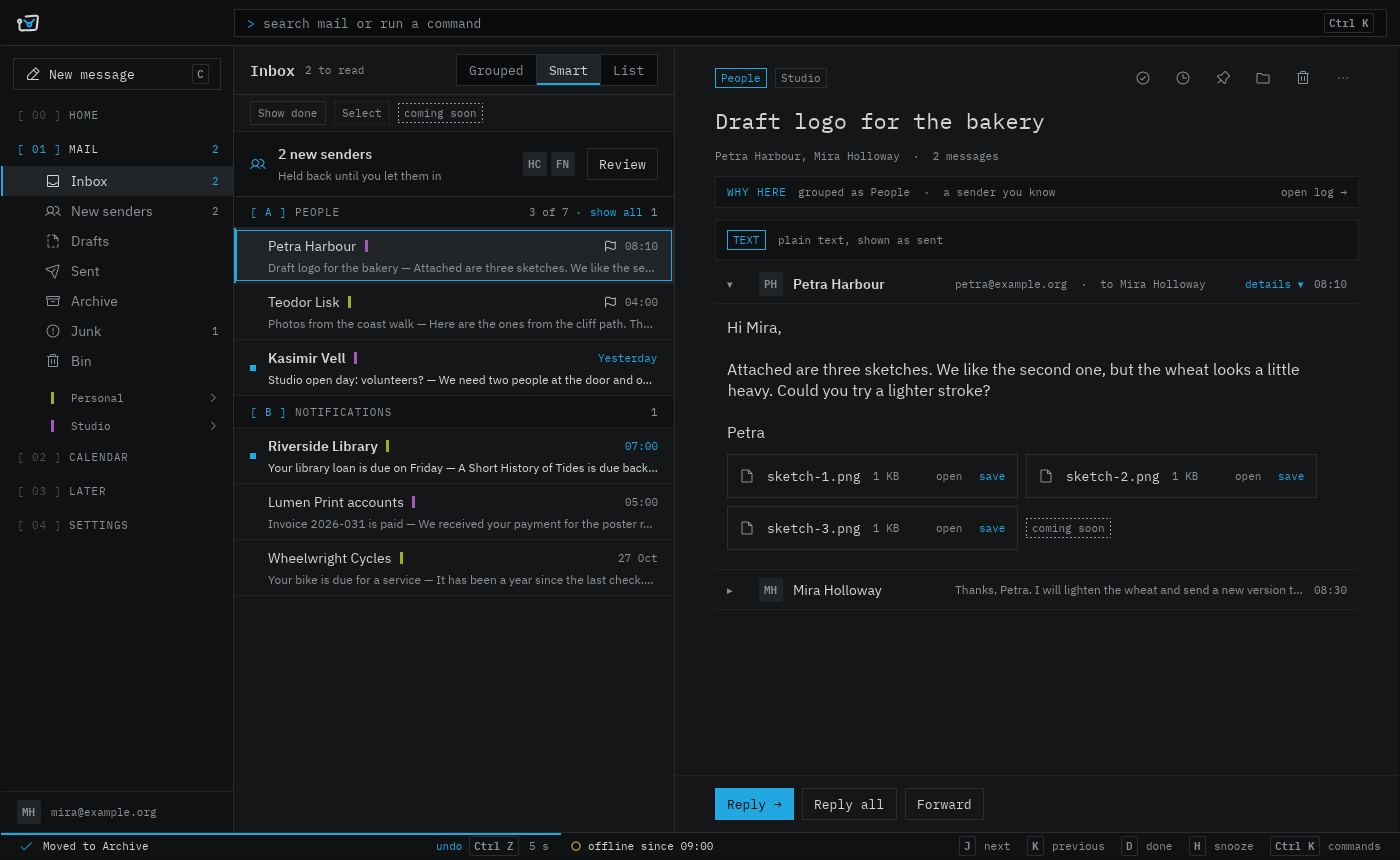 > search mail or run a command Ctrl K
New message C
[ 00 ] HOME
[ 01 ] MAIL 2
Inbox 2
New senders 2
Drafts
Sent
Archive
Junk 1
Bin
Personal
Studio
[ 02 ] CALENDAR
[ 03 ] LATER
[ 04 ] SETTINGS
MH mira@example.org
Inbox 2 to read Grouped Smart List
Show done Select coming soon
2 new senders
Held back until you let them in
HC FN Review
[ A ] PEOPLE 3 of 7 · show all 1
Petra Harbour 08:10
Draft logo for the bakery — Attached are three sketches. We like the se…
Teodor Lisk 04:00
Photos from the coast walk — Here are the ones from the cliff path. Th…
Kasimir Vell Yesterday
Studio open day: volunteers? — We need two people at the door and o…
[ B ] NOTIFICATIONS 1
Riverside Library 07:00
Your library loan is due on Friday — A Short History of Tides is due back…
Lumen Print accounts 05:00
Invoice 2026-031 is paid — We received your payment for the poster r…
Wheelwright Cycles 27 Oct
Your bike is due for a service — It has been a year since the last check.…
People Studio
Draft logo for the bakery
Petra Harbour, Mira Holloway · 2 messages
WHY HERE grouped as People · a sender you know open log →
TEXT plain text, shown as sent
▾ PH Petra Harbour petra@example.org · to Mira Holloway details ▾ 08:10
Hi Mira,
Attached are three sketches. We like the second one, but the wheat looks a little
heavy. Could you try a lighter stroke?
Petra
sketch-1.png 1 KB open save
sketch-2.png 1 KB open save
sketch-3.png 1 KB open save
coming soon
▸ MH Mira Holloway Thanks, Petra. I will lighten the wheat and send a new version t… 08:30
Reply → Reply all Forward
Moved to Archive undo Ctrl Z 5 s offline since 09:00 J next K previous D done H snooze Ctrl K commands